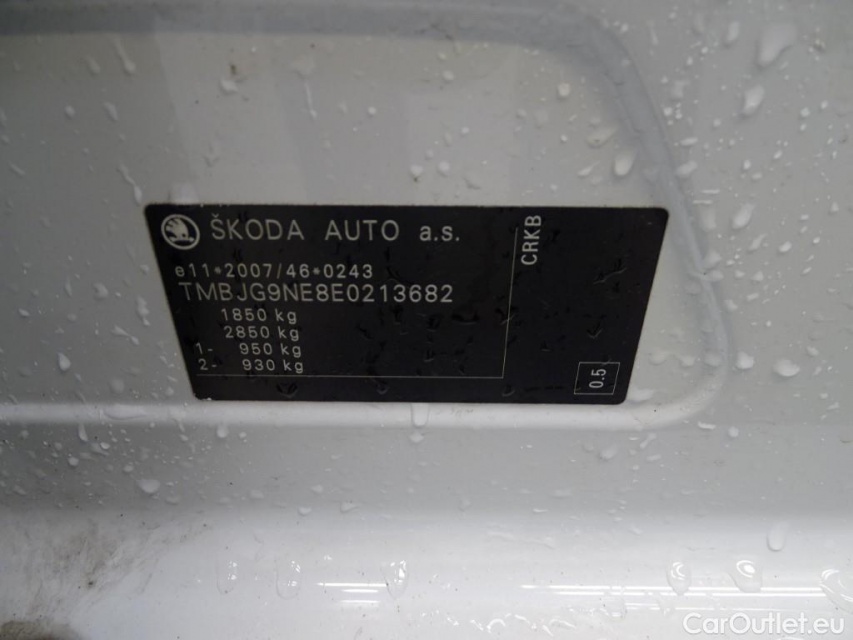 ŠKODA AUTO a.s.
e11*2007/46*0243
TMBJG9NE8E0213682
1850 kg
2850 kg
1- 950 kg
2- 930 kg
CRKB
0.5
CarOutlet.eu